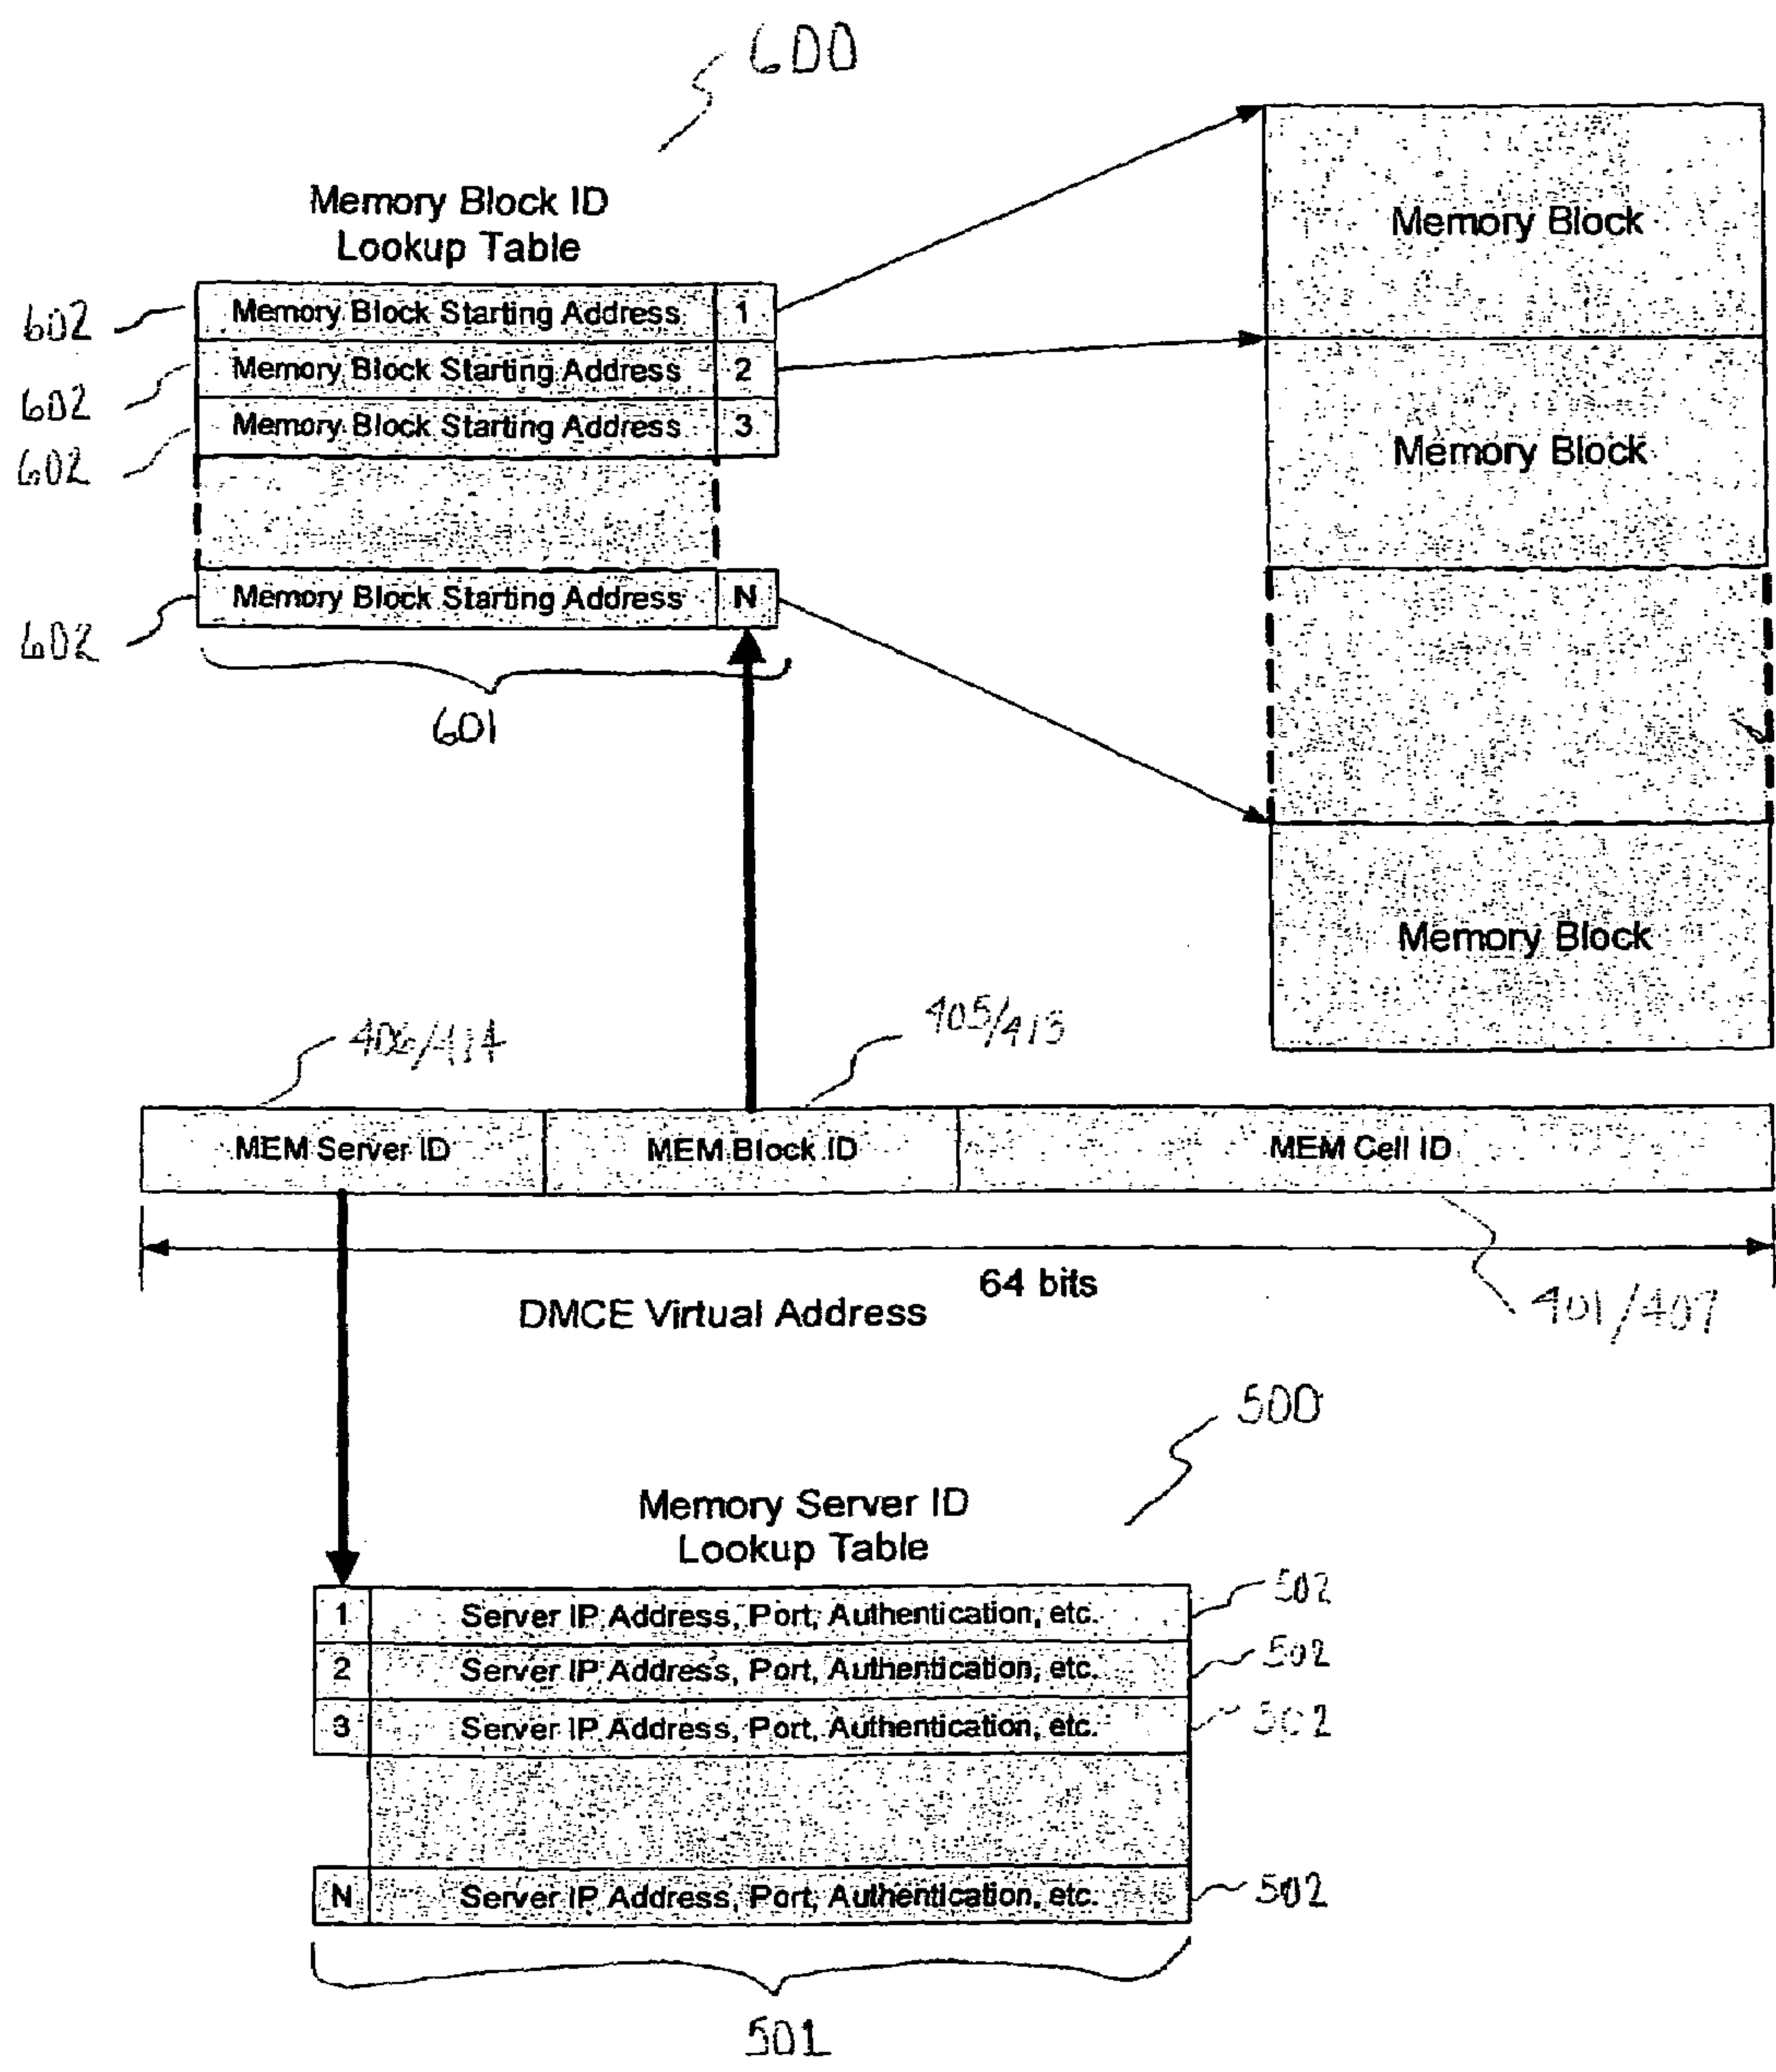 600
Memory Block ID
Lookup Table
602 Memory Block Starting Address 1
602 Memory Block Starting Address 2
602 Memory Block Starting Address 3
602 Memory Block Starting Address N
601
Memory Block
Memory Block
Memory Block
406/414
405/413
MEM Server ID MEM Block ID MEM Cell ID
64 bits
DMCE Virtual Address
401/409
500
Memory Server ID
Lookup Table
1 Server IP Address, Port, Authentication, etc. 502
2 Server IP Address, Port, Authentication, etc. 502
3 Server IP Address, Port, Authentication, etc. 502
N Server IP Address, Port, Authentication, etc. 502
501